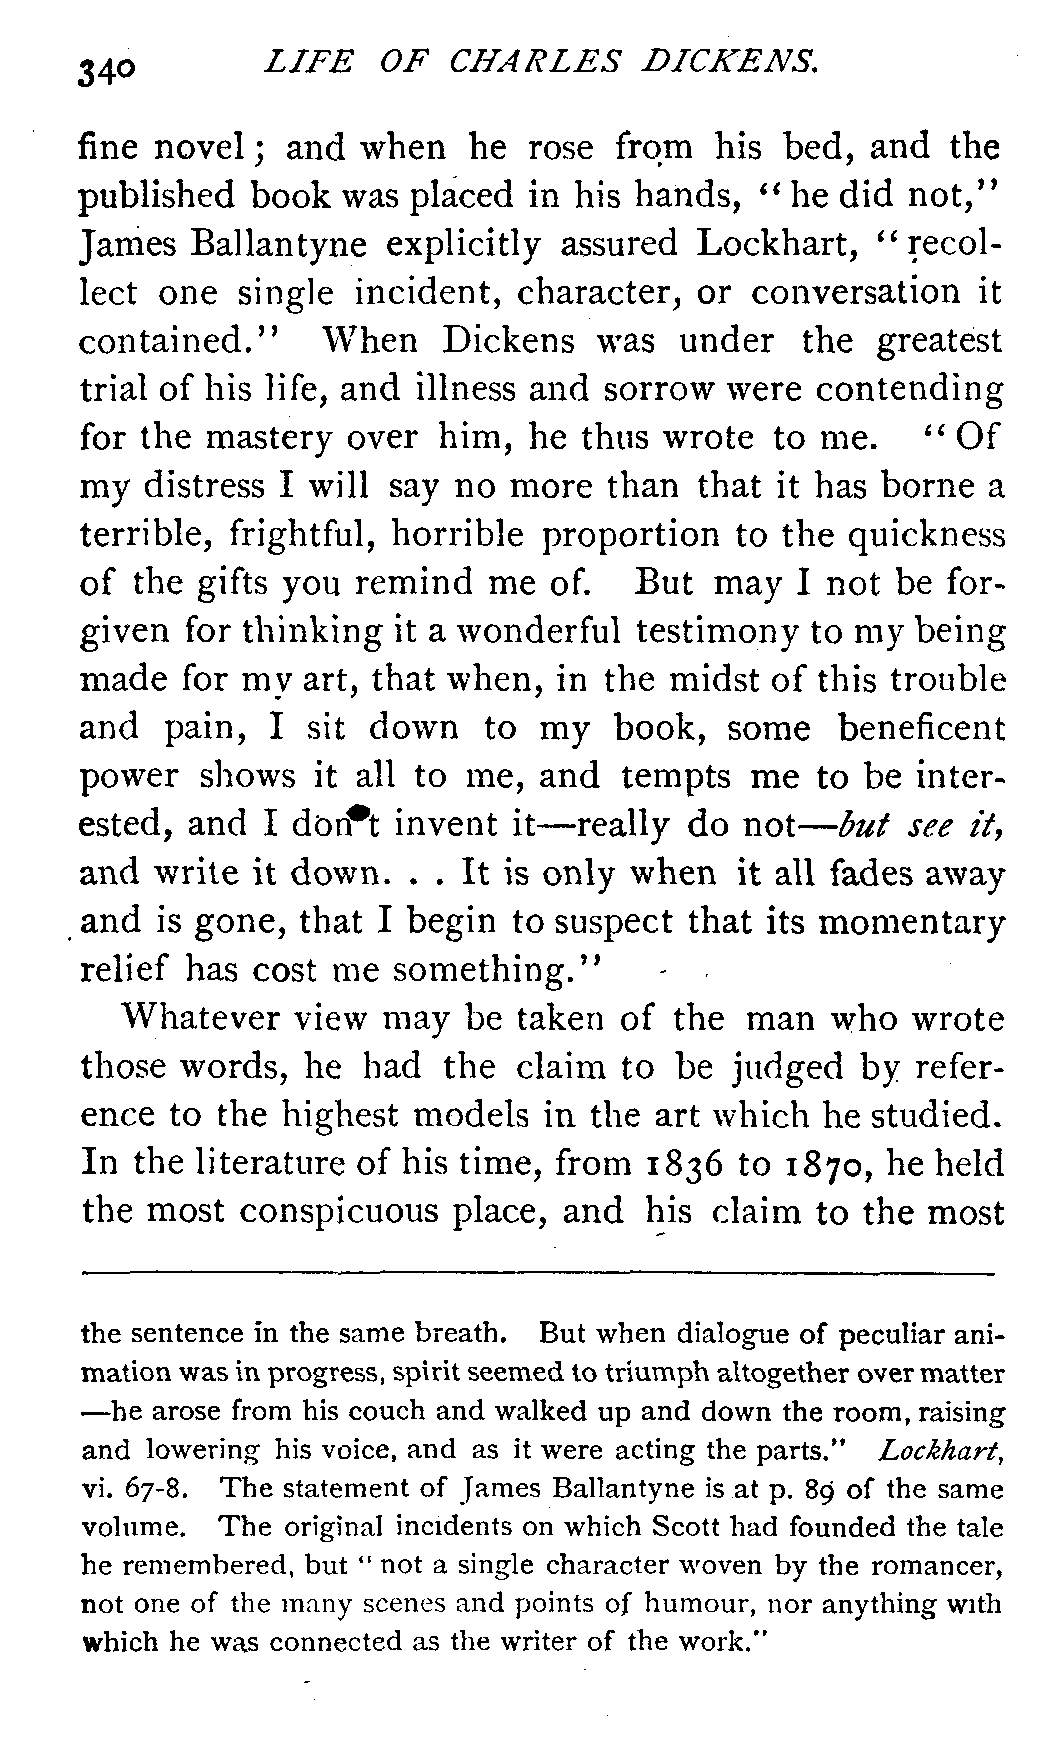 340 LIFE OF CHARLES DICKENS.
fine novel; and when he rose from his bed, and the
published book was placed in his hands, "he did not,"
James Ballantyne explicitly assured Lockhart, "recol-
lect one single incident, character, or conversation it
contained." When Dickens was under the greatest
trial of his life, and illness and sorrow were contending
for the mastery over him, he thus wrote to me. "Of
my distress I will say no more than that it has borne a
terrible, frightful, horrible proportion to the quickness
of the gifts you remind me of. But may I not be for-
given for thinking it a wonderful testimony to my being
made for my art, that when, in the midst of this trouble
and pain, I sit down to my book, some beneficent
power shows it all to me, and tempts me to be inter-
ested, and I don't invent it—really do not—but see it,
and write it down. . . It is only when it all fades away
and is gone, that I begin to suspect that its momentary
relief has cost me something."
Whatever view may be taken of the man who wrote
those words, he had the claim to be judged by refer-
ence to the highest models in the art which he studied.
In the literature of his time, from 1836 to 1870, he held
the most conspicuous place, and his claim to the most
the sentence in the same breath. But when dialogue of peculiar ani-
mation was in progress, spirit seemed to triumph altogether over matter
—he arose from his couch and walked up and down the room, raising
and lowering his voice, and as it were acting the parts." Lockhart,
vi. 67-8. The statement of James Ballantyne is at p. 89 of the same
volume. The original incidents on which Scott had founded the tale
he remembered, but "not a single character woven by the romancer,
not one of the many scenes and points of humour, nor anything with
which he was connected as the writer of the work."